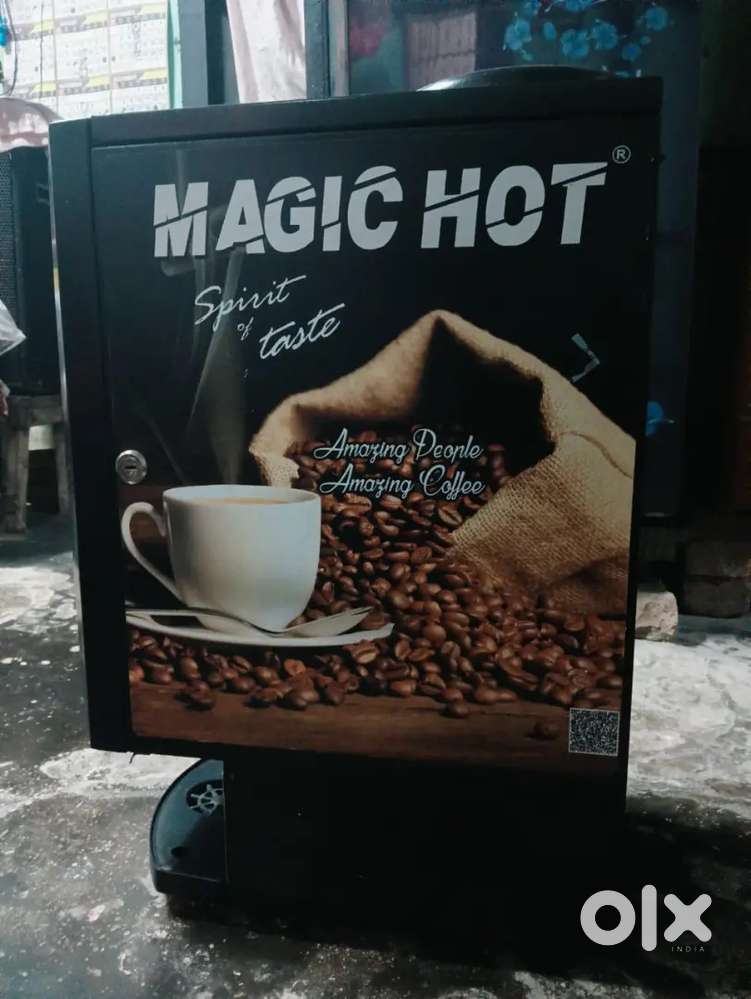 MAGIC HOT®
Spirit
of
taste
Amazing People
Amazing Coffee
olx
INDIA